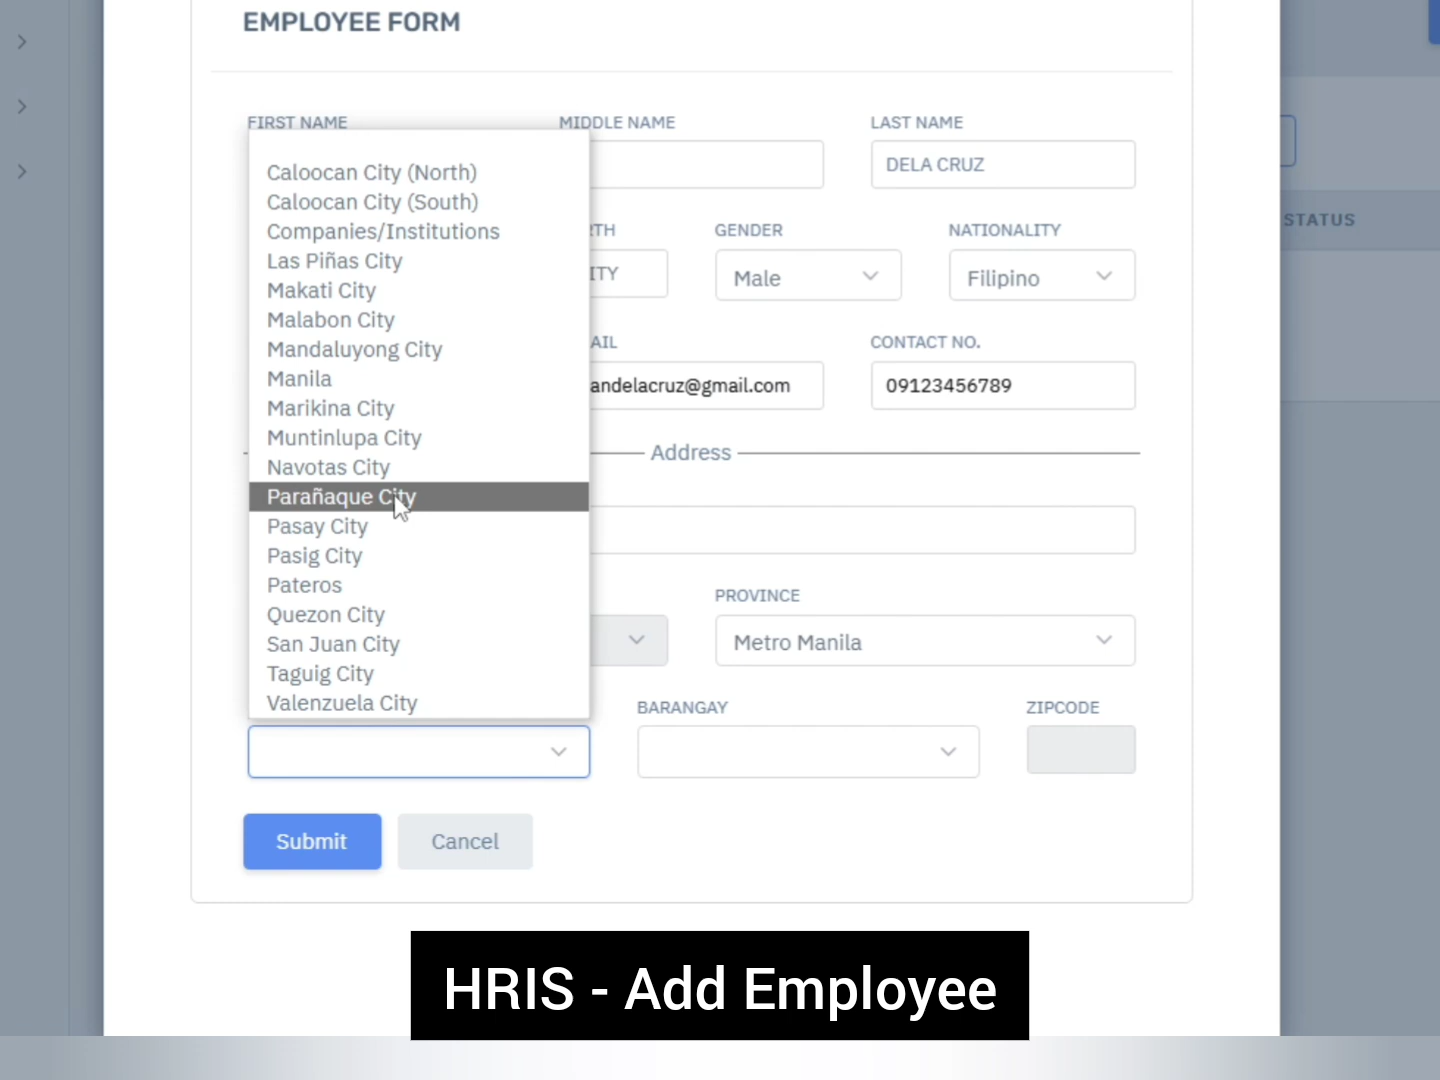 EMPLOYEE FORM
FIRST NAME
MIDDLE NAME
LAST NAME
DELA CRUZ
Caloocan City (North)
Caloocan City (South)
Companies/Institutions
Las Piñas City
Makati City
Malabon City
Mandaluyong City
Manila
Marikina City
Muntinlupa City
Navotas City
Parañaque City
Pasay City
Pasig City
Pateros
Quezon City
San Juan City
Taguig City
Valenzuela City
RTH
ITY
GENDER
Male
NATIONALITY
Filipino
STATUS
AIL
andelacruz@gmail.com
CONTACT NO.
09123456789
Address
PROVINCE
Metro Manila
BARANGAY
ZIPCODE
Submit
Cancel
HRIS - Add Employee